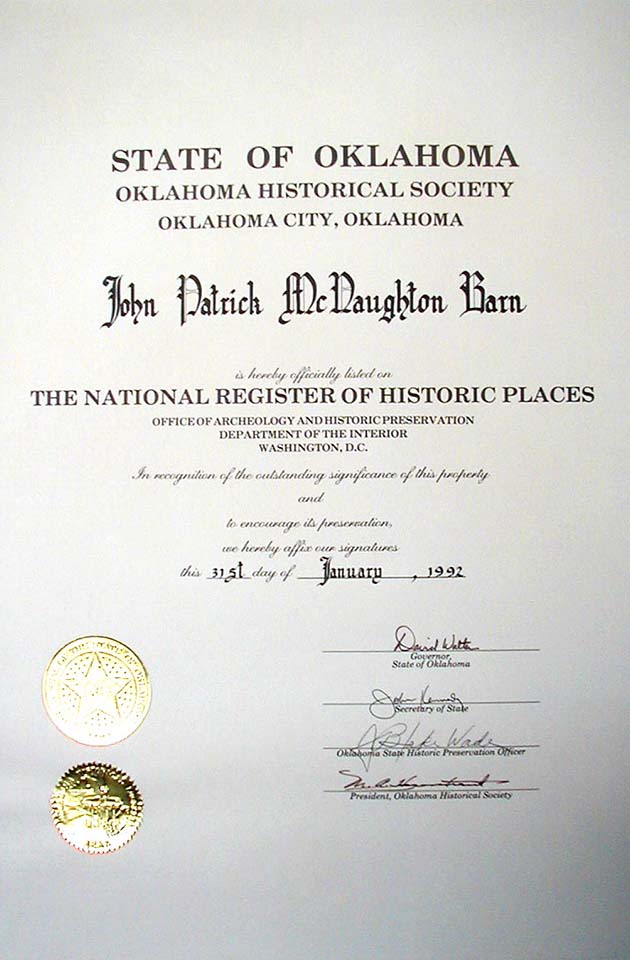 STATE OF OKLAHOMA
OKLAHOMA HISTORICAL SOCIETY
OKLAHOMA CITY, OKLAHOMA
John Patrick McNaughton Barn
is hereby officially listed on
THE NATIONAL REGISTER OF HISTORIC PLACES
OFFICE OF ARCHEOLOGY AND HISTORIC PRESERVATION
DEPARTMENT OF THE INTERIOR
WASHINGTON, D.C.
In recognition of the outstanding significance of this property
and
to encourage its preservation,
we hereby affix our signatures
this 31st day of January , 1992
David Walters
Governor,
State of Oklahoma
John Kennedy
Secretary of State
J Blake Wade
Oklahoma State Historic Preservation Officer
President, Oklahoma Historical Society